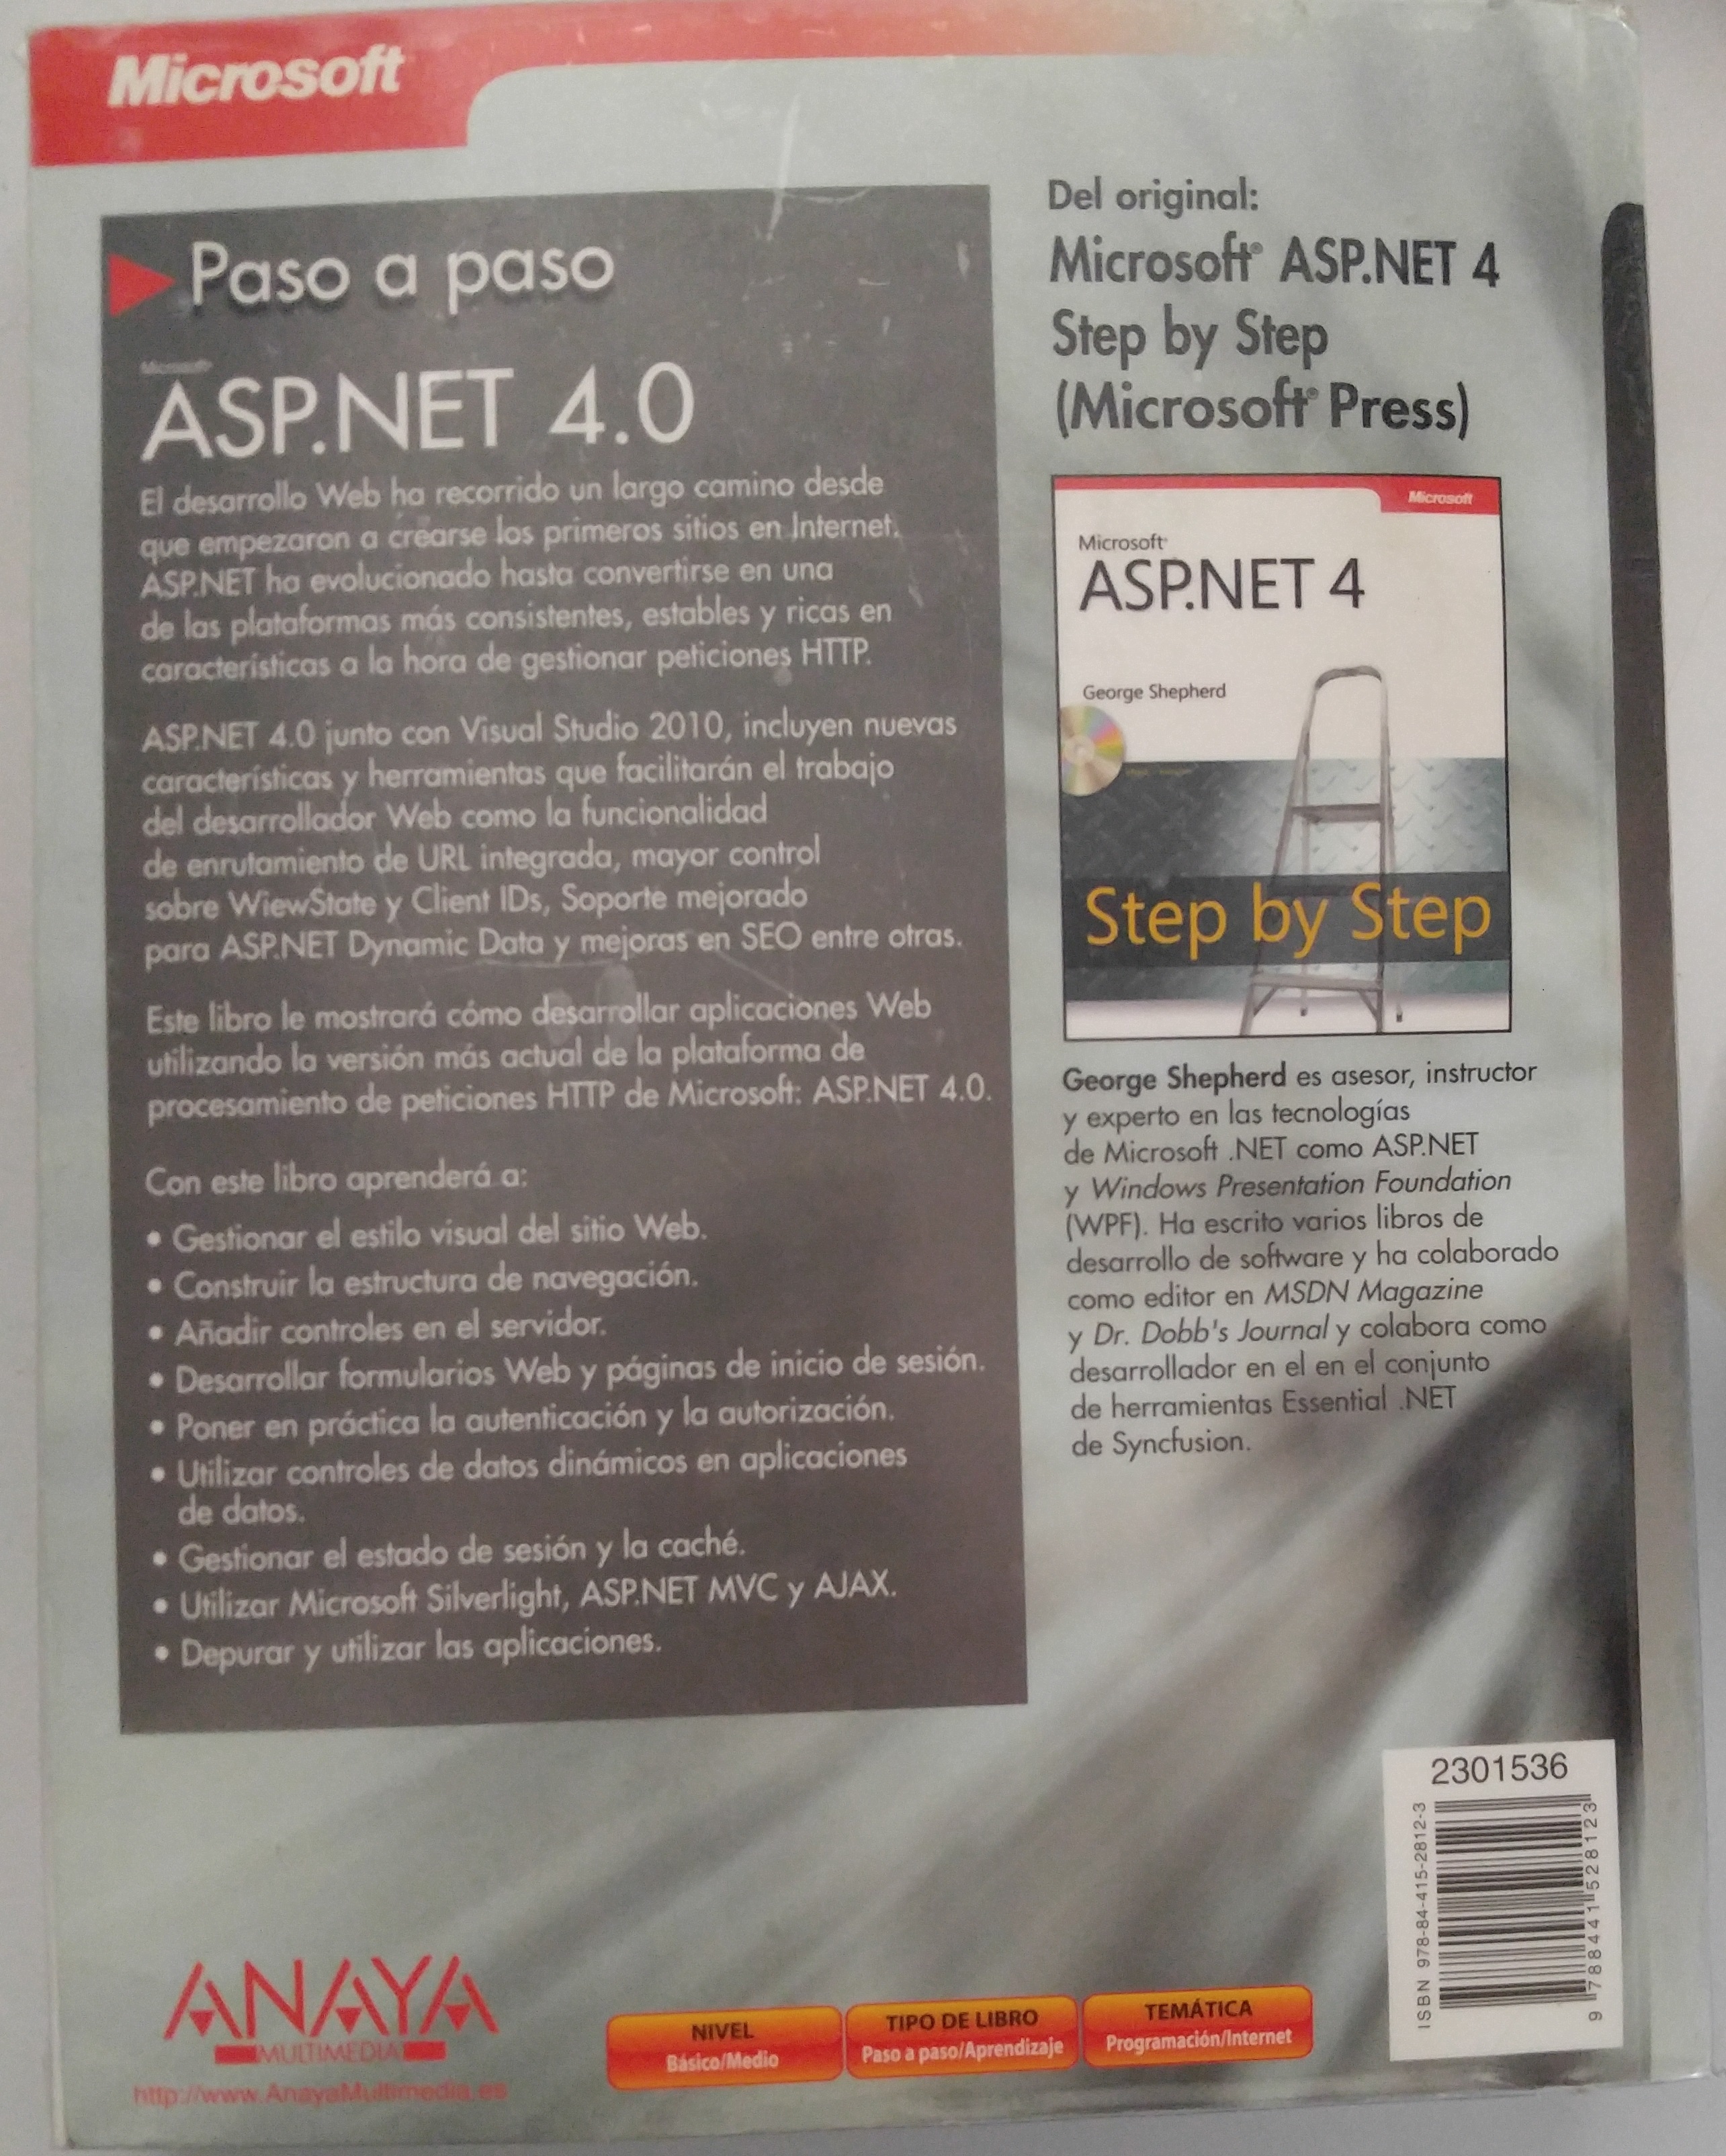 Microsoft
Paso a paso
Microsoft
ASP.NET 4.0
El desarrollo Web ha recorrido un largo camino desde
que empezaron a crearse los primeros sitios en Internet.
ASP.NET ha evolucionado hasta convertirse en una
de las plataformas más consistentes, estables y ricas en
características a la hora de gestionar peticiones HTTP.
ASP.NET 4.0 junto con Visual Studio 2010, incluyen nuevas
características y herramientas que facilitarán el trabajo
del desarrollador Web como la funcionalidad
de enrutamiento de URL integrada, mayor control
sobre WiewState y Client IDs, Soporte mejorado
para ASP.NET Dynamic Data y mejoras en SEO entre otras.
Este libro le mostrará cómo desarrollar aplicaciones Web
utilizando la versión más actual de la plataforma de
procesamiento de peticiones HTTP de Microsoft: ASP.NET 4.0.
Con este libro aprenderá a:
• Gestionar el estilo visual del sitio Web.
• Construir la estructura de navegación.
• Añadir controles en el servidor.
• Desarrollar formularios Web y páginas de inicio de sesión.
• Poner en práctica la autenticación y la autorización.
• Utilizar controles de datos dinámicos en aplicaciones
de datos.
• Gestionar el estado de sesión y la caché.
• Utilizar Microsoft Silverlight, ASP.NET MVC y AJAX.
• Depurar y utilizar las aplicaciones.
Del original:
Microsoft® ASP.NET 4
Step by Step
(Microsoft® Press)
Microsoft
Microsoft®
ASP.NET 4
George Shepherd
Step by Step
George Shepherd es asesor, instructor
y experto en las tecnologías
de Microsoft .NET como ASP.NET
y Windows Presentation Foundation
(WPF). Ha escrito varios libros de
desarrollo de software y ha colaborado
como editor en MSDN Magazine
y Dr. Dobb's Journal y colabora como
desarrollador en el en el conjunto
de herramientas Essential .NET
de Syncfusion.
2301536
ISBN 978-84-415-2812-3
9 788441 528123
ANAYA
MULTIMEDIA
http://www.AnayaMultimedia.es
NIVEL
Básico/Medio
TIPO DE LIBRO
Paso a paso/Aprendizaje
TEMÁTICA
Programación/Internet